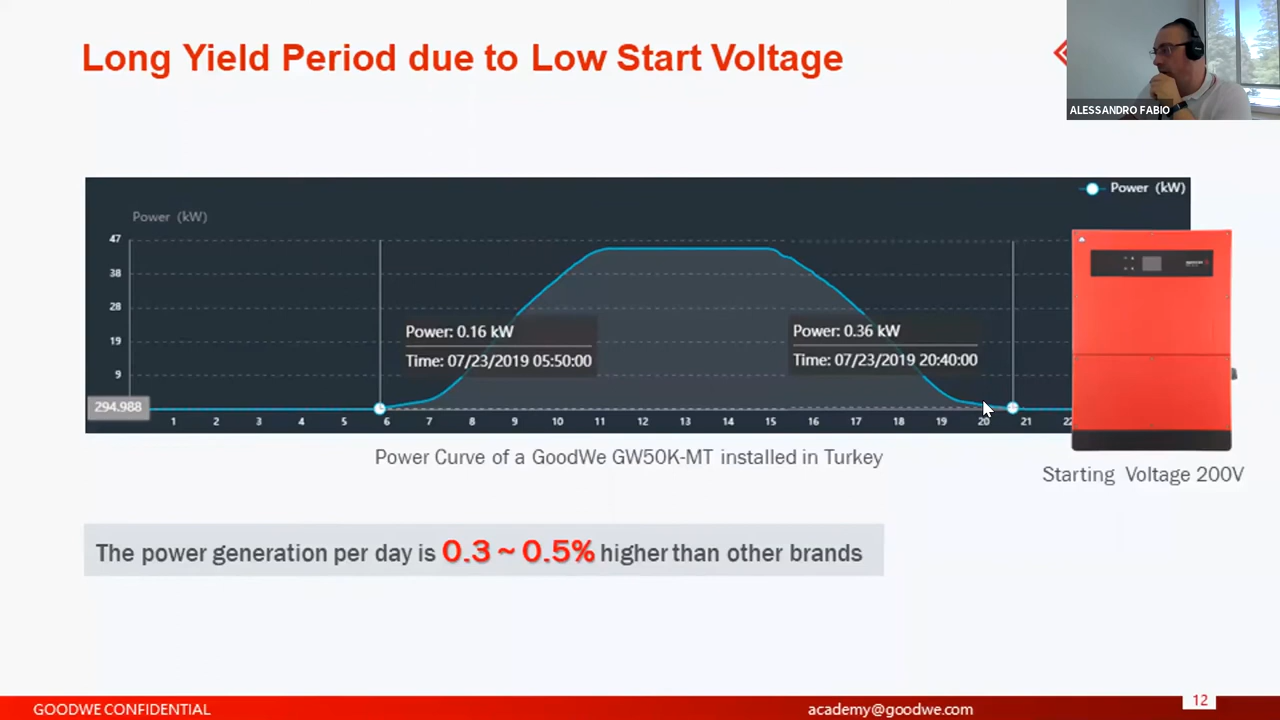 Long Yield Period due to Low Start Voltage
ALESSANDRO FABIO
Power (kW)
Power (kW)
47
38
28
19
9
294.988
Power: 0.16 kW
Time: 07/23/2019 05:50:00
Power: 0.36 kW
Time: 07/23/2019 20:40:00
1 2 3 4 5 6 7 8 9 10 11 12 13 14 15 16 17 18 19 20 21 22
Power Curve of a GoodWe GW50K-MT installed in Turkey
Starting Voltage 200V
The power generation per day is 0.3 ~ 0.5% higher than other brands
GOODWE CONFIDENTIAL
academy@goodwe.com
12